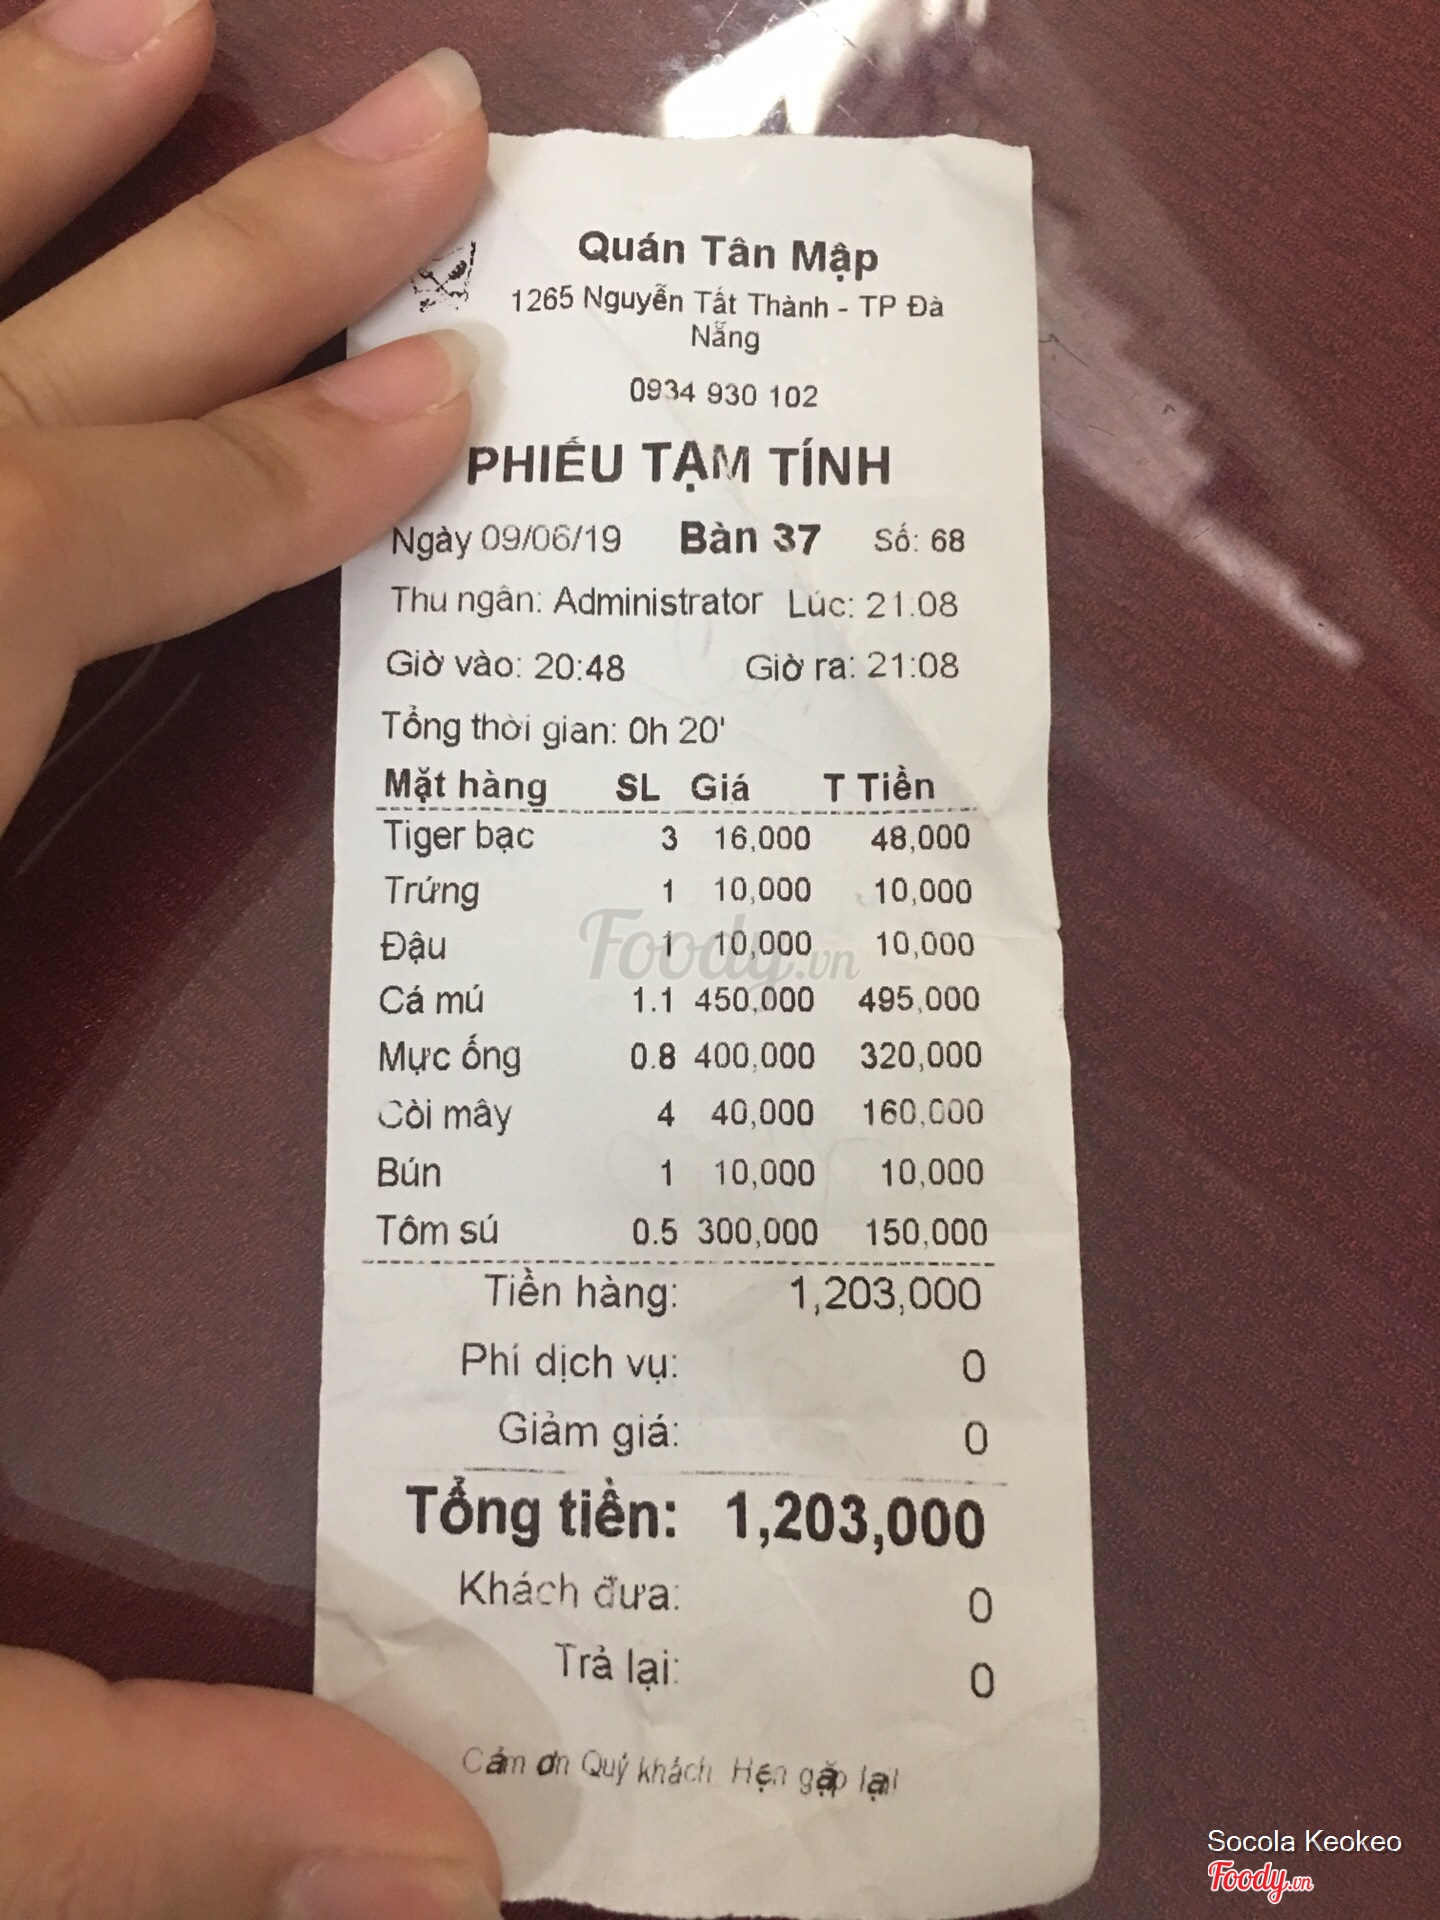 Quán Tân Mập
1265 Nguyễn Tất Thành - TP Đà
Nẵng
0934 930 102
PHIẾU TẠM TÍNH
Ngày 09/06/19 Bàn 37 Số: 68
Thu ngân: Administrator Lúc: 21:08
Giờ vào: 20:48 Giờ ra: 21:08
Tổng thời gian: 0h 20'
Mặt hàng SL Giá T Tiền
Tiger bạc 3 16,000 48,000
Trứng 1 10,000 10,000
Đậu 1 10,000 10,000
Cá mú 1.1 450,000 495,000
Mực ống 0.8 400,000 320,000
Còi mây 4 40,000 160,000
Bún 1 10,000 10,000
Tôm sú 0.5 300,000 150,000
Tiền hàng: 1,203,000
Phí dịch vụ: 0
Giảm giá: 0
Tổng tiền: 1,203,000
Khách đưa: 0
Trả lại: 0
Cảm ơn Quý khách Hẹn gặp lại!
Foody.vn
Socola Keokeo
Foody.vn